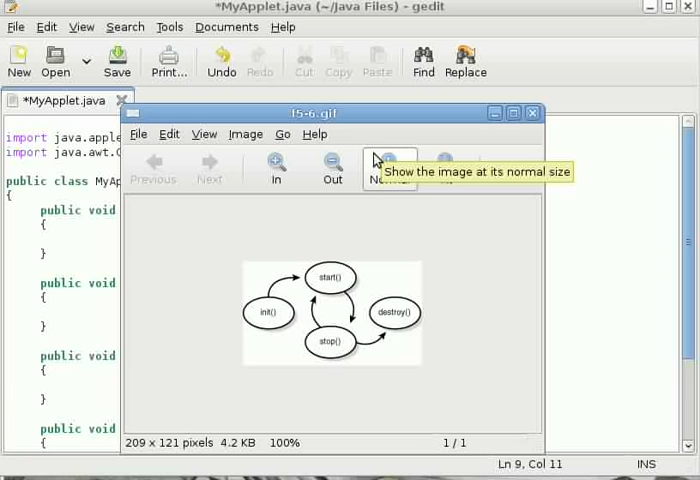 *MyApplet.java (~/Java Files) - gedit
File Edit View Search Tools Documents Help
New Open Save Print... Undo Redo Cut Copy Paste Find Replace
*MyApplet.java
import java.apple
import java.awt.
public class MyAp
{
public void
{
}
public void
{
}
public void
{
}
public void
{
15-6.gif
File Edit View Image Go Help
Previous Next In Out
Show the image at its normal size
start()
init()
destroy()
stop()
209 x 121 pixels 4.2 KB 100% 1 / 1
Ln 9, Col 11 INS